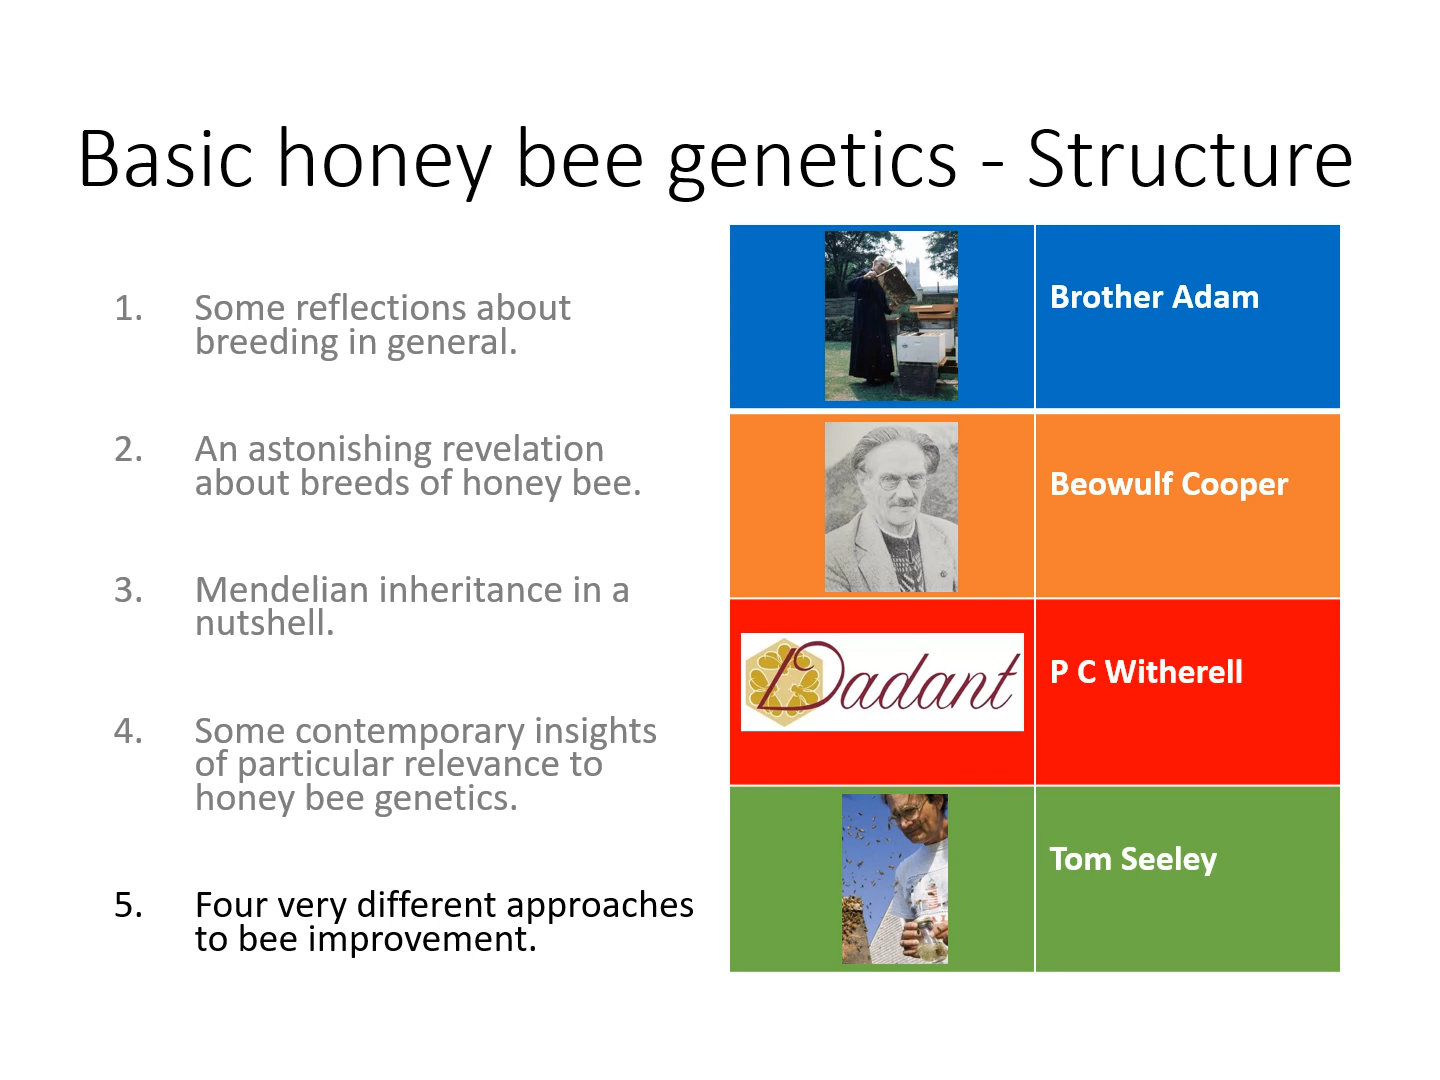 Basic honey bee genetics - Structure
1. Some reflections about
breeding in general.
2. An astonishing revelation
about breeds of honey bee.
3. Mendelian inheritance in a
nutshell.
4. Some contemporary insights
of particular relevance to
honey bee genetics.
5. Four very different approaches
to bee improvement.
Brother Adam
Beowulf Cooper
Dadant
P C Witherell
Tom Seeley